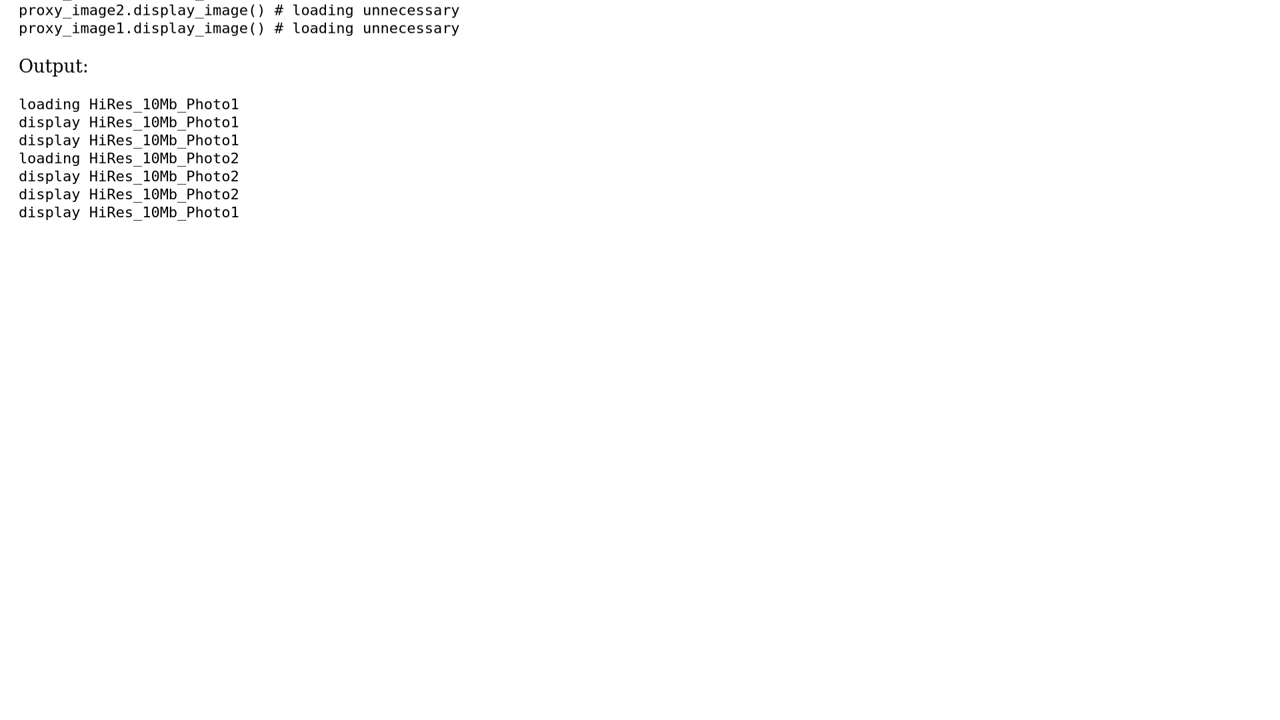 proxy_image2.display_image() # loading unnecessary
proxy_image1.display_image() # loading unnecessary
Output:
loading HiRes_10Mb_Photo1
display HiRes_10Mb_Photo1
display HiRes_10Mb_Photo1
loading HiRes_10Mb_Photo2
display HiRes_10Mb_Photo2
display HiRes_10Mb_Photo2
display HiRes_10Mb_Photo1